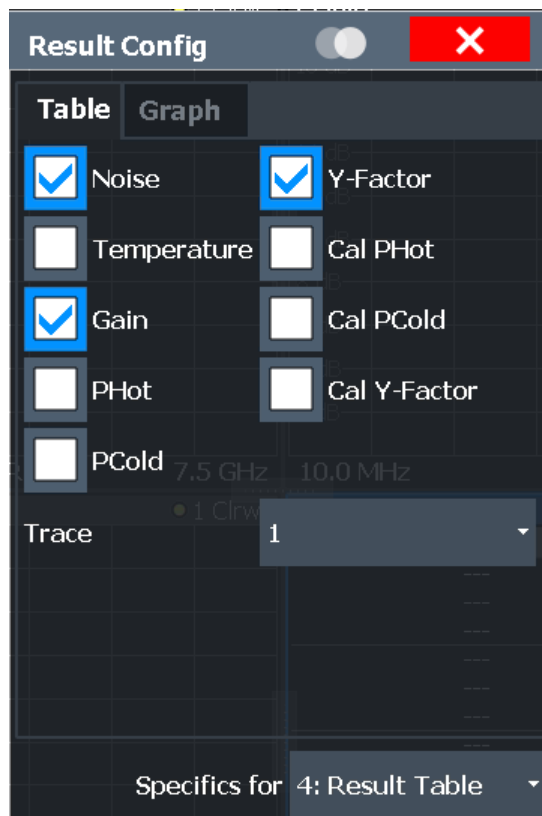 Result Config
Table Graph
Noise Y-Factor
Temperature Cal PHot
Gain Cal PCold
PHot Cal Y-Factor
PCold 7.5 GHz 10.0 MHz
1 Clrw
Trace 1
---
---
---
---
---
---
Specifics for 4: Result Table